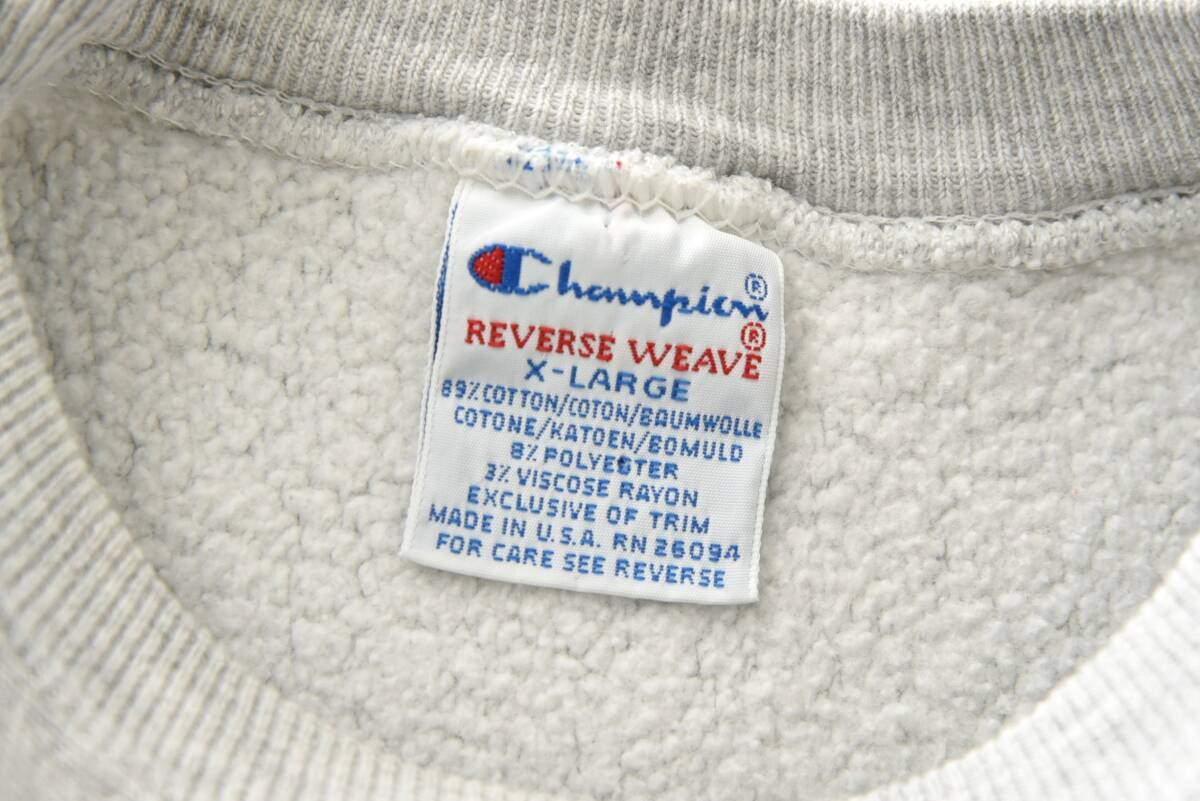 Champion®
REVERSE WEAVE®
X-LARGE
89% COTTON/COTON/BAUMWOLLE
COTONE/KATOEN/BOMULD
8% POLYESTER
3% VISCOSE RAYON
EXCLUSIVE OF TRIM
MADE IN U.S.A. RN 26094
FOR CARE SEE REVERSE